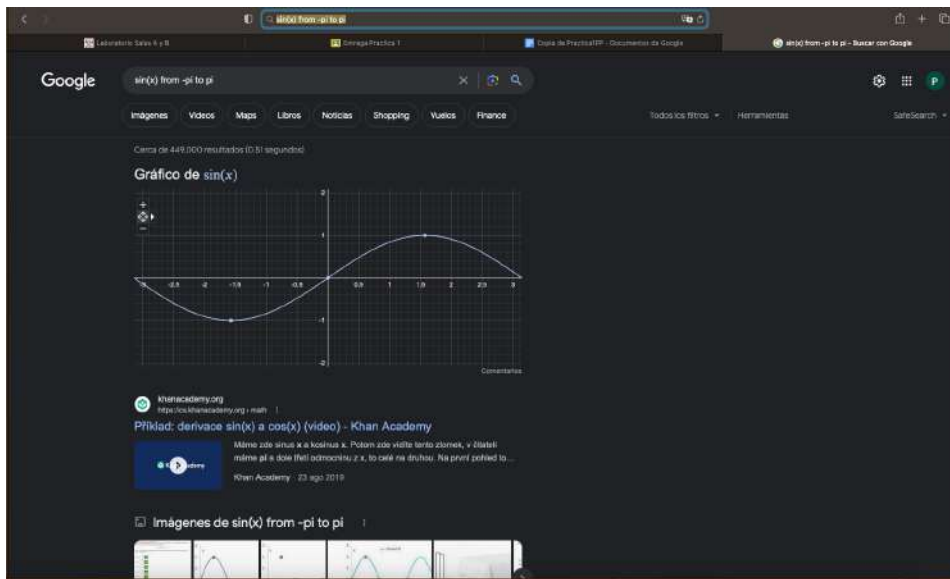 sin(x) from -pi to pi
Laboratorio Salas A y B
Entrega Practica 1
Copia de Practica1FP - Documentos de Google
sin(x) from -pi to pi - Buscar con Google
Google
sin(x) from -pi to pi
P
Imágenes
Videos
Maps
Libros
Noticias
Shopping
Vuelos
Finance
Todos los filtros
Herramientas
SafeSearch
Cerca de 449,000 resultados (0.51 segundos)
Gráfico de sin(x)
2
1
-3 -2,5 -2 -1,5 -1 -0,5 0,5 1 1,5 2 2,5 3
-1
-2
Comentarios
khanacademy.org
https://cs.khanacademy.org › math
Příklad: derivace sin(x) a cos(x) (video) - Khan Academy
Máme zde sinus x a kosinus x. Potom zde vidíte tento zlomek, v čitateli
máme pí a dole třetí odmocninu z x, to celé na druhou. Na první pohled to...
Khan Academy · 23 ago 2019
Imágenes de sin(x) from -pi to pi